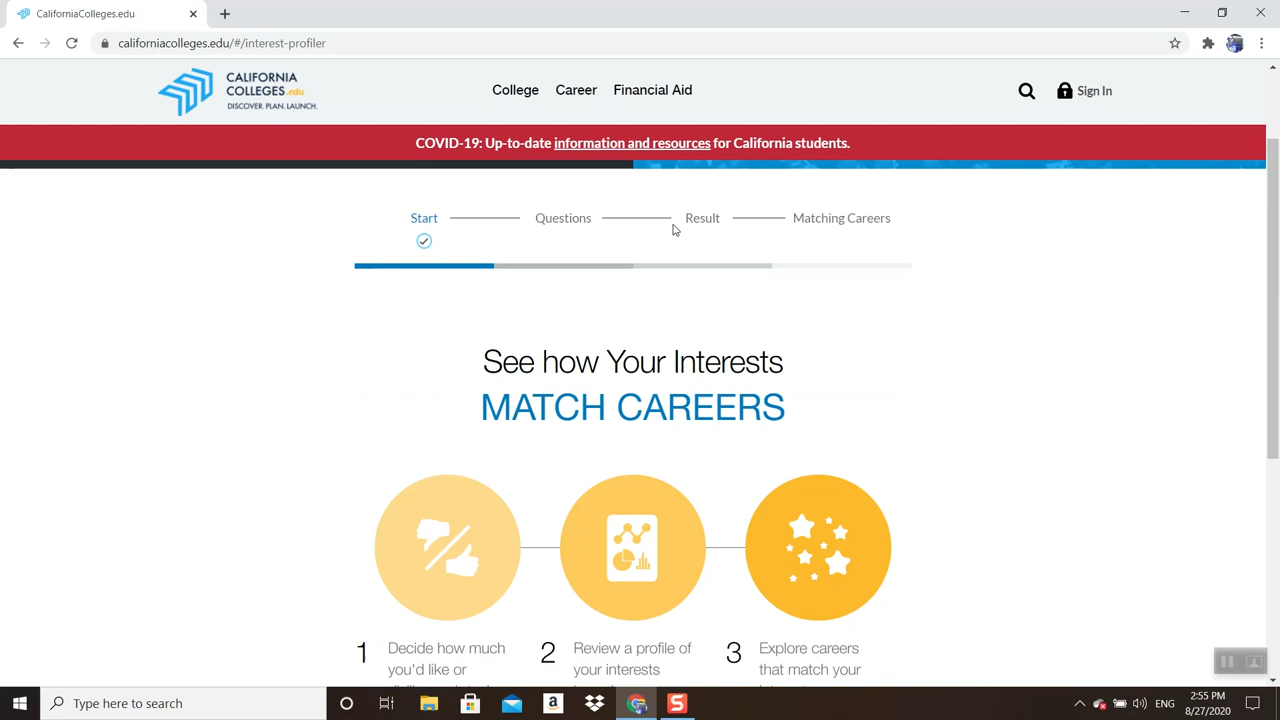 CaliforniaColleges.edu
californiacolleges.edu/#/interest-profiler
CALIFORNIA
COLLEGES.edu
DISCOVER. PLAN. LAUNCH.
College Career Financial Aid
Sign In
COVID-19: Up-to-date information and resources for California students.
Start Questions Result Matching Careers
See how Your Interests
MATCH CAREERS
1 Decide how much
you'd like or
2 Review a profile of
your interests
3 Explore careers
that match your
Type here to search
ENG
2:55 PM
8/27/2020